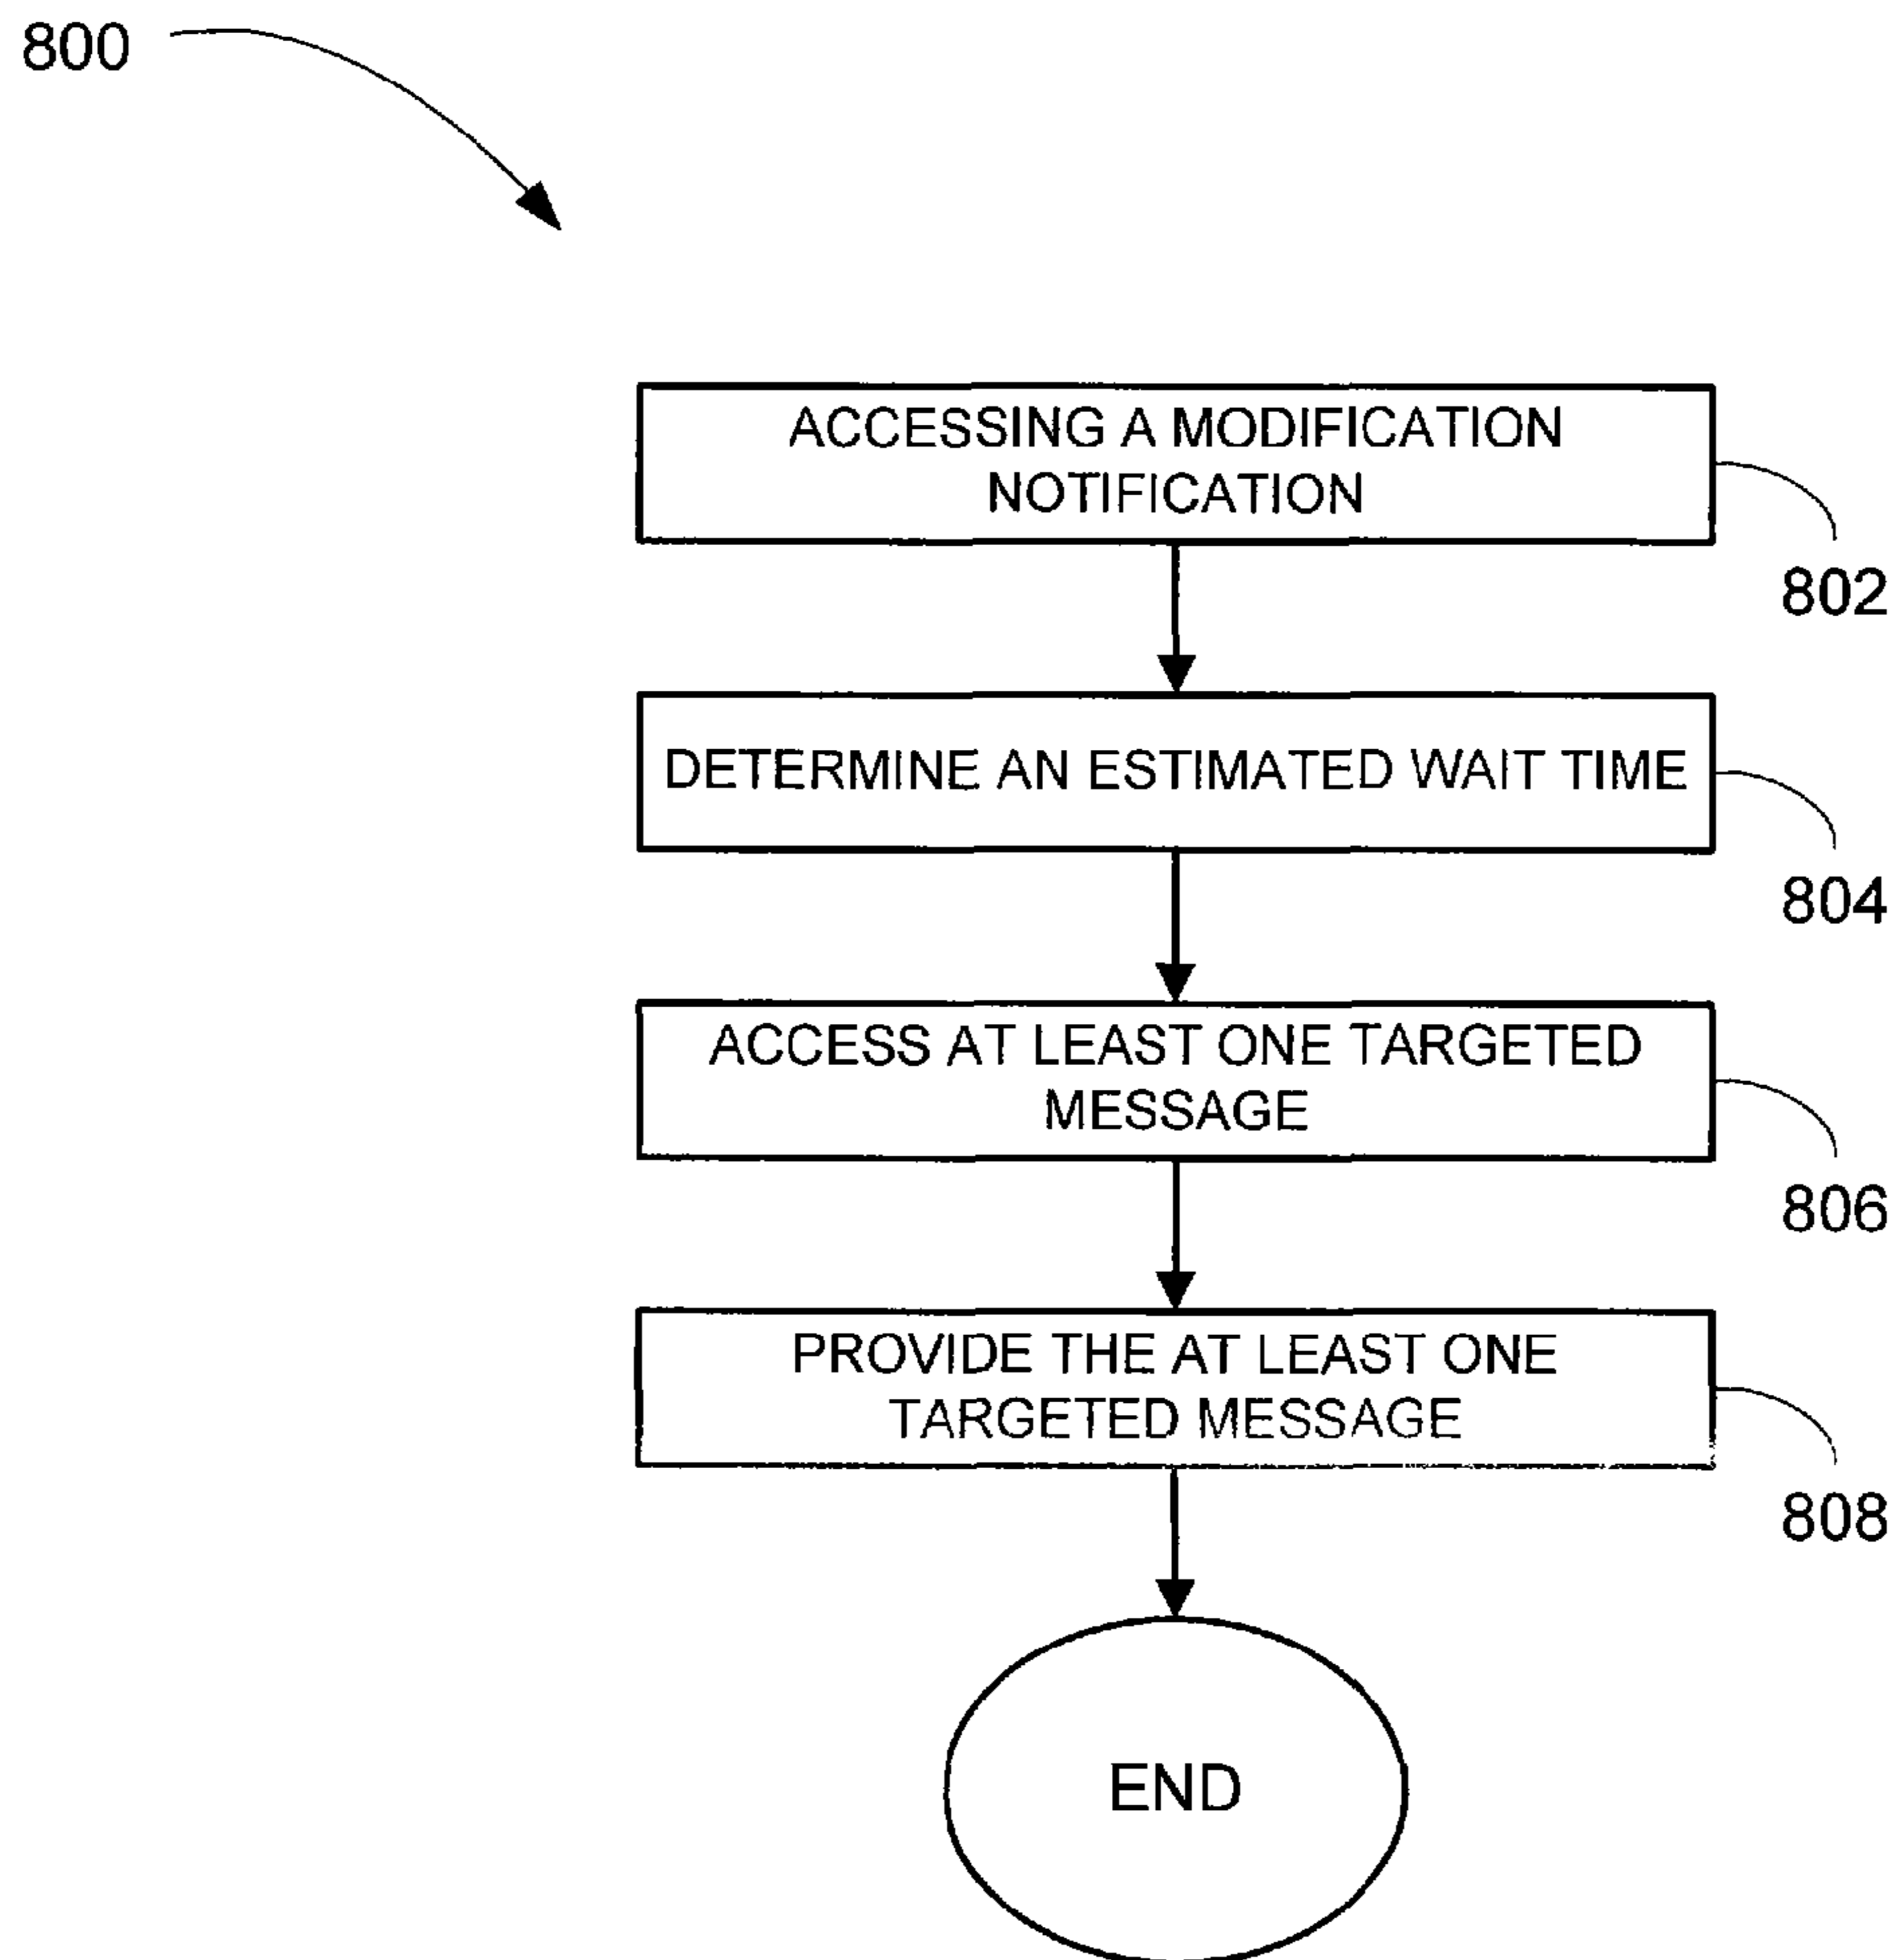 800
ACCESSING A MODIFICATION
NOTIFICATION
802
DETERMINE AN ESTIMATED WAIT TIME
804
ACCESS AT LEAST ONE TARGETED
MESSAGE
806
PROVIDE THE AT LEAST ONE
TARGETED MESSAGE
808
END